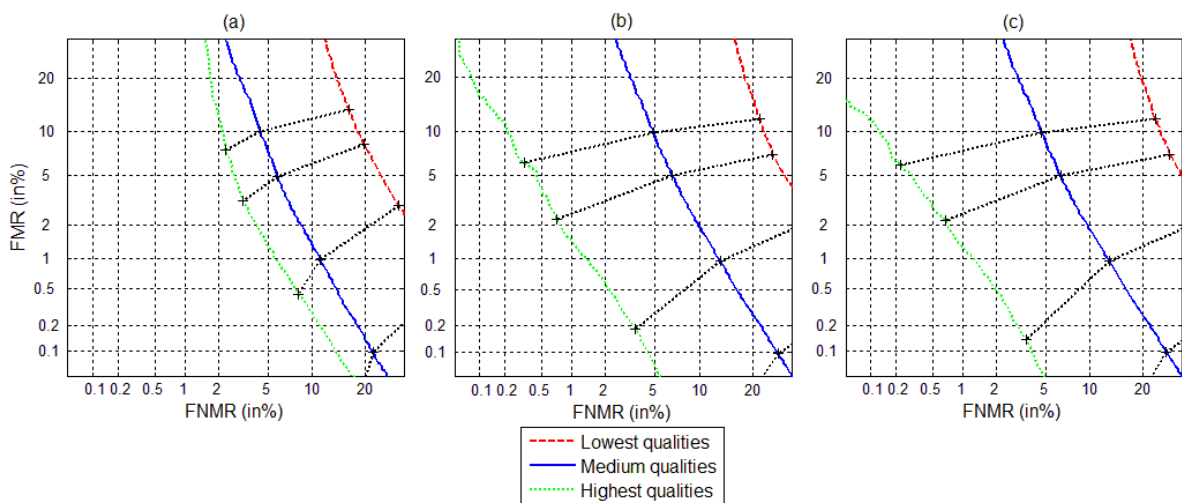 (a) (b) (c)
20 20 20
10 10 10
5 5 5
2 2 2
1 1 1
0.5 0.5 0.5
0.2 0.2 0.2
0.1 0.1 0.1
FMR (in%)
0.1 0.2 0.5 1 2 5 10 20 0.1 0.2 0.5 1 2 5 10 20 0.1 0.2 0.5 1 2 5 10 20
FNMR (in%) FNMR (in%) FNMR (in%)
Lowest qualities
Medium qualities
Highest qualities